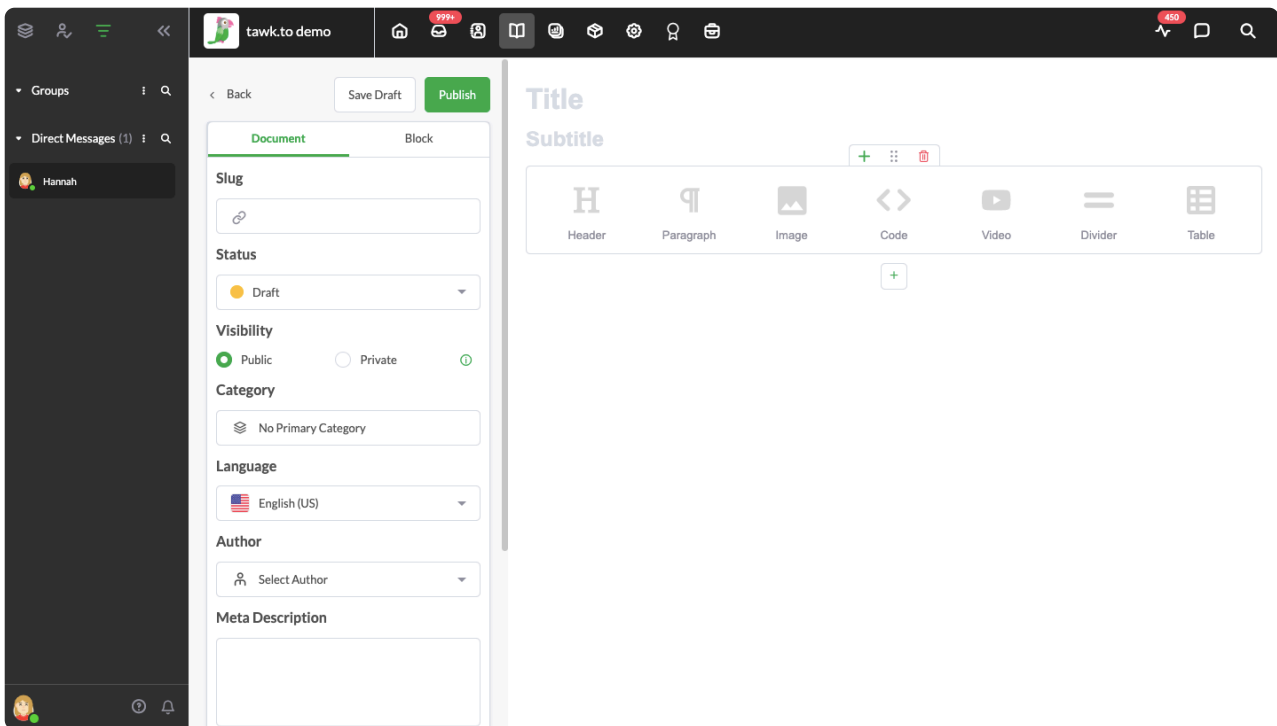 tawk.to demo
999+
450
Groups
Direct Messages (1)
Hannah
Back
Save Draft
Publish
Document
Block
Slug
Status
Draft
Visibility
Public
Private
Category
No Primary Category
Language
English (US)
Author
Select Author
Meta Description
Title
Subtitle
Header
Paragraph
Image
Code
Video
Divider
Table